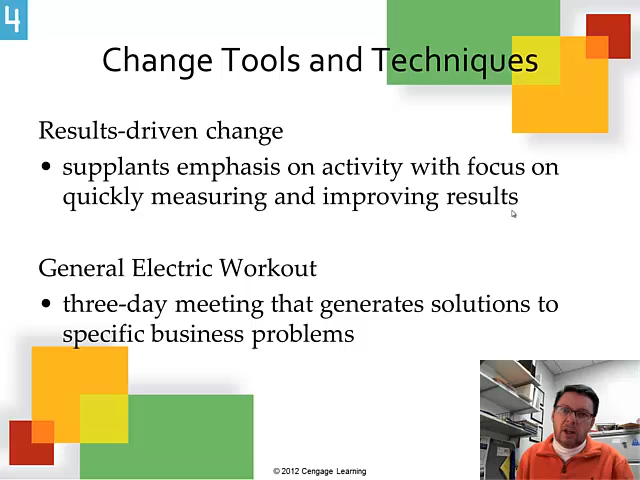 4
Change Tools and Techniques
Results-driven change
• supplants emphasis on activity with focus on
quickly measuring and improving results
General Electric Workout
• three-day meeting that generates solutions to
specific business problems
© 2012 Cengage Learning